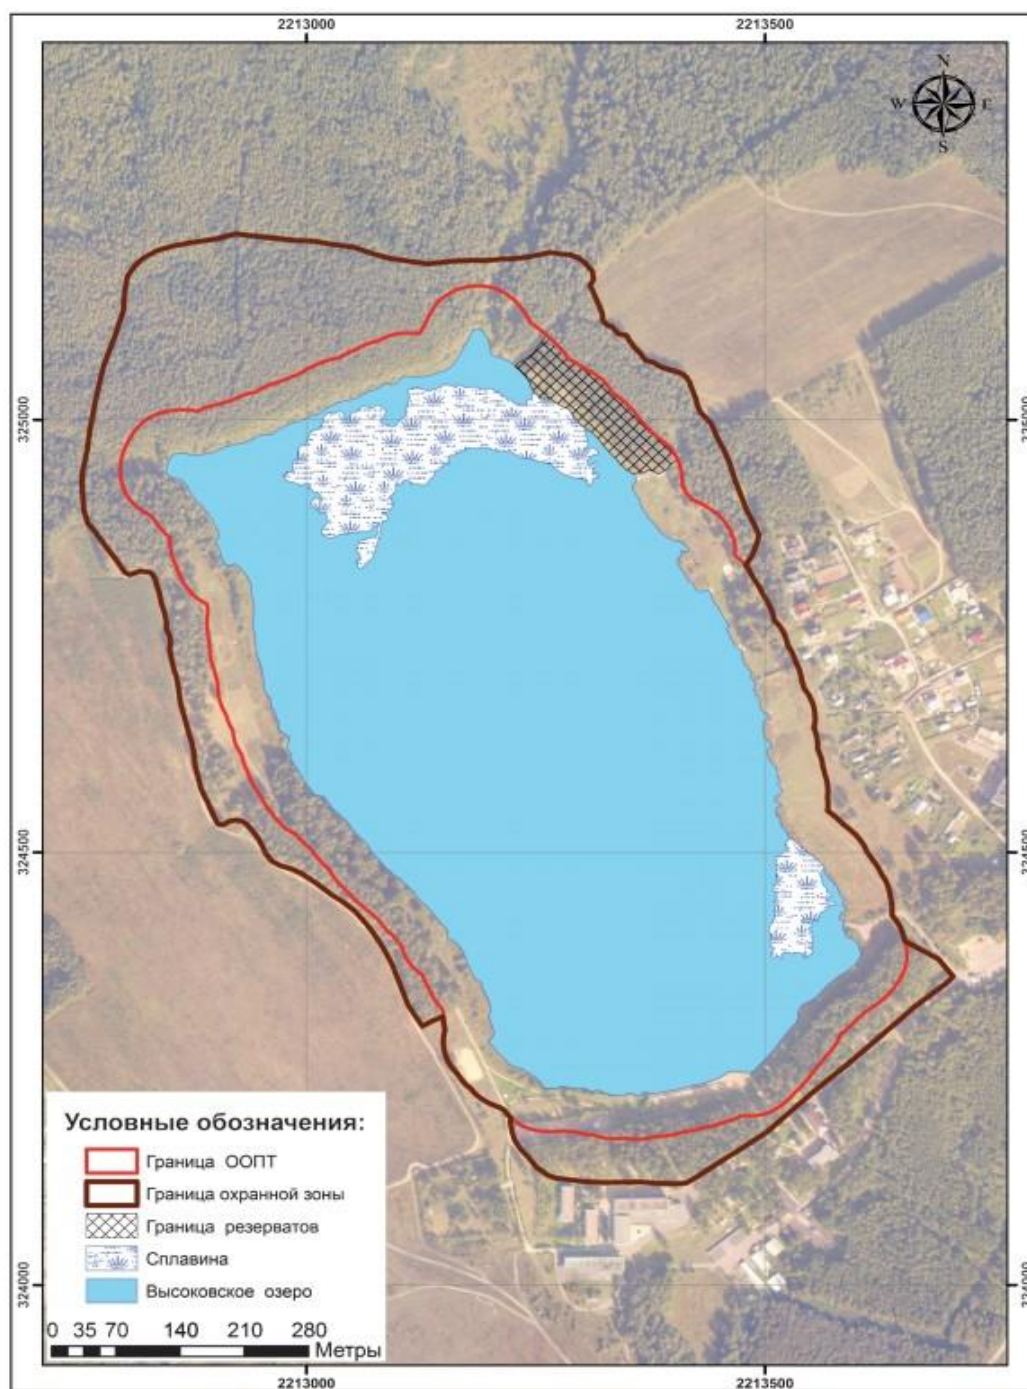 2213000 2213500
N
W E
S
325000 325000
324500 324500
Условные обозначения:
Граница ООПТ
Граница охранной зоны
Граница резерватов
Сплавина
Высоковское озеро
0 35 70 140 210 280
Метры
324000 324000
2213000 2213500